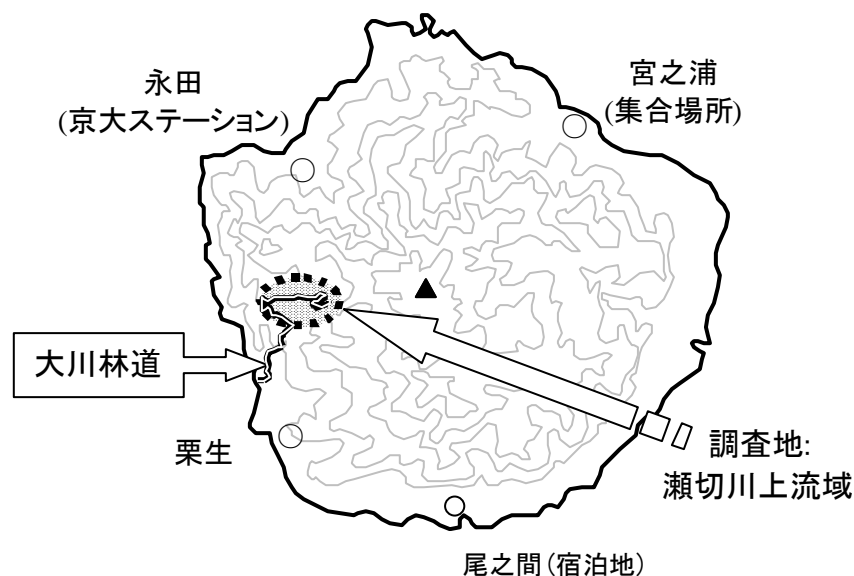 永田
(京大ステーション)
宮之浦
(集合場所)
大川林道
栗生
調査地:
瀬切川上流域
尾之間(宿泊地)